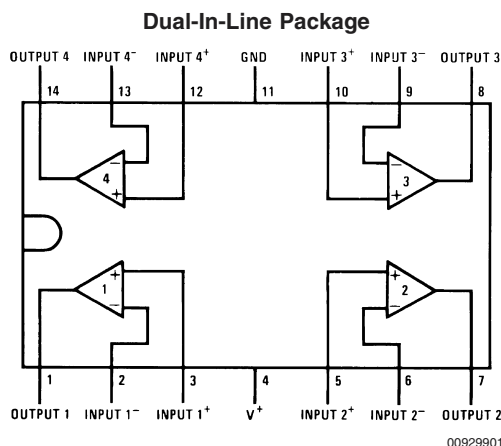 Dual-In-Line Package
OUTPUT 4 INPUT 4⁻ INPUT 4⁺ GND INPUT 3⁺ INPUT 3⁻ OUTPUT 3
14 13 12 11 10 9 8
− −
4 3
+ +
+ +
1 2
− −
1 2 3 4 5 6 7
OUTPUT 1 INPUT 1⁻ INPUT 1⁺ V⁺ INPUT 2⁺ INPUT 2⁻ OUTPUT 2
00929901